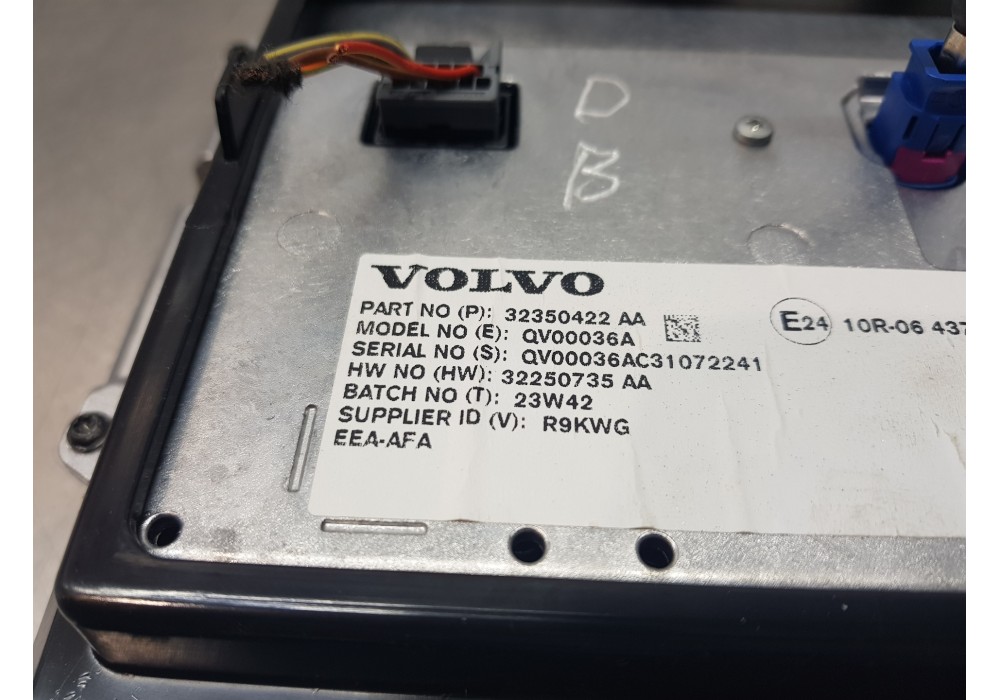 D
B
VOLVO
PART NO (P): 32350422 AA
MODEL NO (E): QV00036A
SERIAL NO (S): QV00036AC31072241
HW NO (HW): 32250735 AA
BATCH NO (T): 23W42
SUPPLIER ID (V): R9KWG
EEA-AFA
E24 10R-06 437